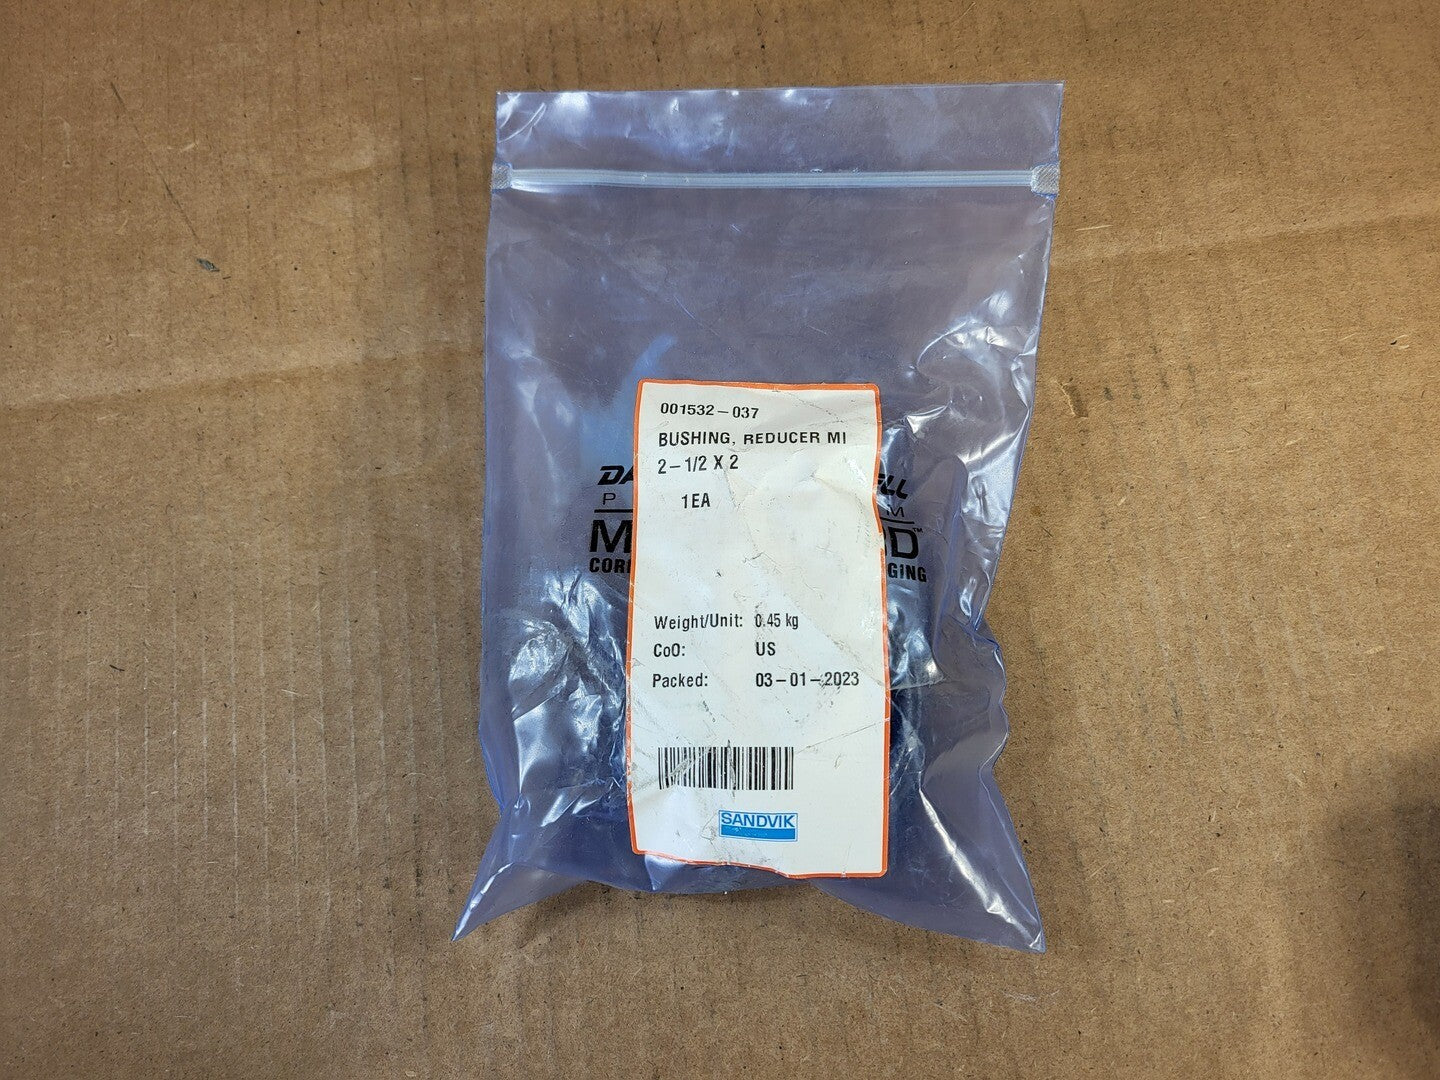 001532-037
BUSHING, REDUCER MI
2-1/2 X 2
1EA
Weight/Unit: 0.45 kg
CoO: US
Packed: 03-01-2023
SANDVIK